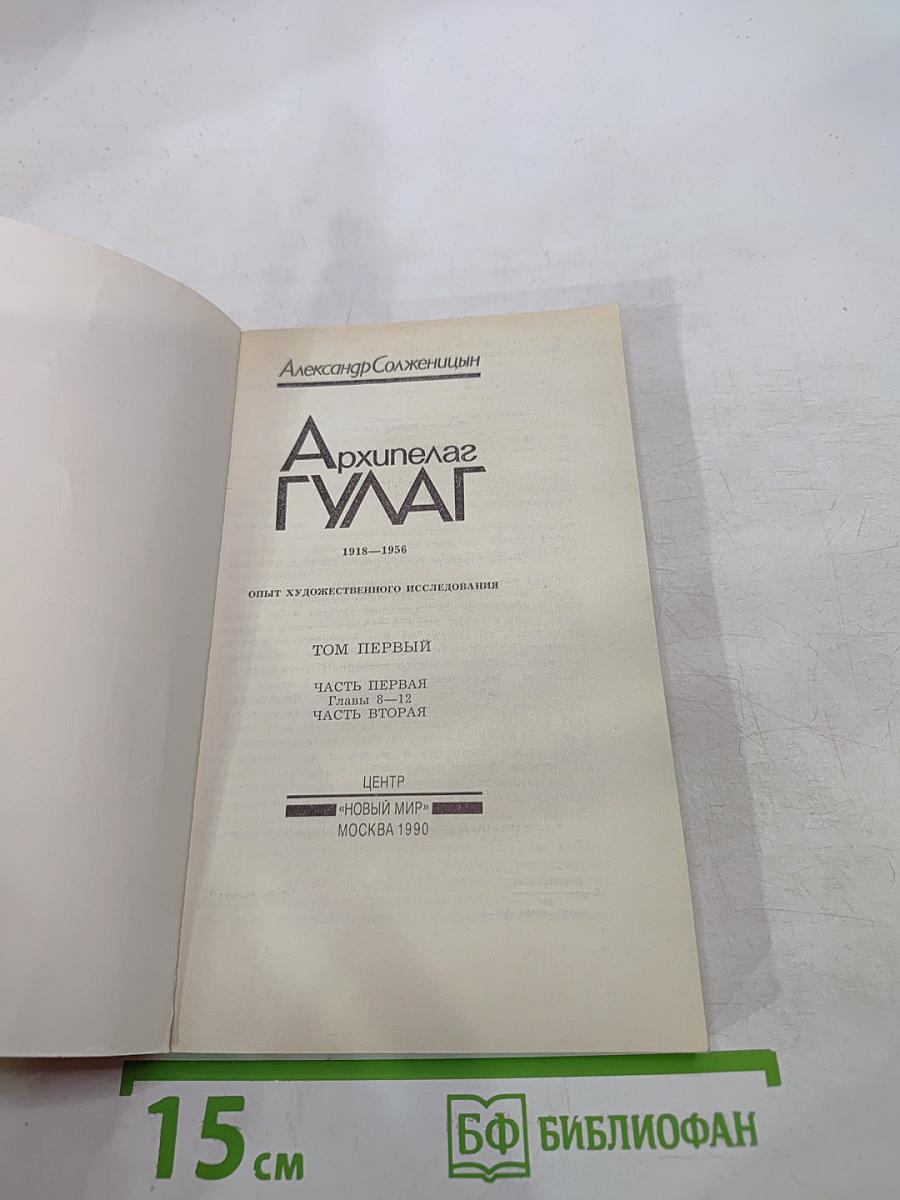 Александр Солженицын
Архипелаг
ГУЛАГ
1918—1956
ОПЫТ ХУДОЖЕСТВЕННОГО ИССЛЕДОВАНИЯ
ТОМ ПЕРВЫЙ
ЧАСТЬ ПЕРВАЯ
Главы 8—12
ЧАСТЬ ВТОРАЯ
ЦЕНТР
«НОВЫЙ МИР»
МОСКВА 1990
15 см
БФ БИБЛИОФАН